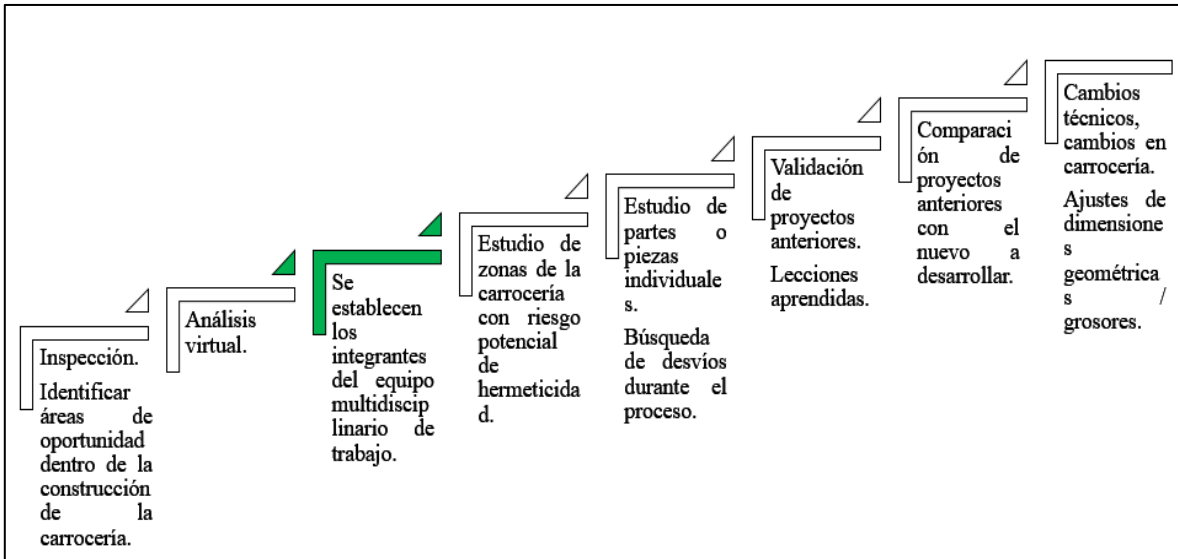 Inspección.
Identificar
áreas de
oportunidad
dentro de la
construcción
de la
carrocería.
Análisis
virtual.
Se
establecen
los
integrantes
del equipo
multidiscip
linario de
trabajo.
Estudio de
zonas de la
carrocería
con riesgo
potencial
de
hermeticida
d.
Estudio de
partes o
piezas
individuale
s.
Búsqueda
de desvíos
durante el
proceso.
Validación
de
proyectos
anteriores.
Lecciones
aprendidas.
Comparaci
ón de
proyectos
anteriores
con el
nuevo a
desarrollar.
Cambios
técnicos,
cambios en
carrocería.
Ajustes de
dimensione
s
geométrica
s /
grosores.